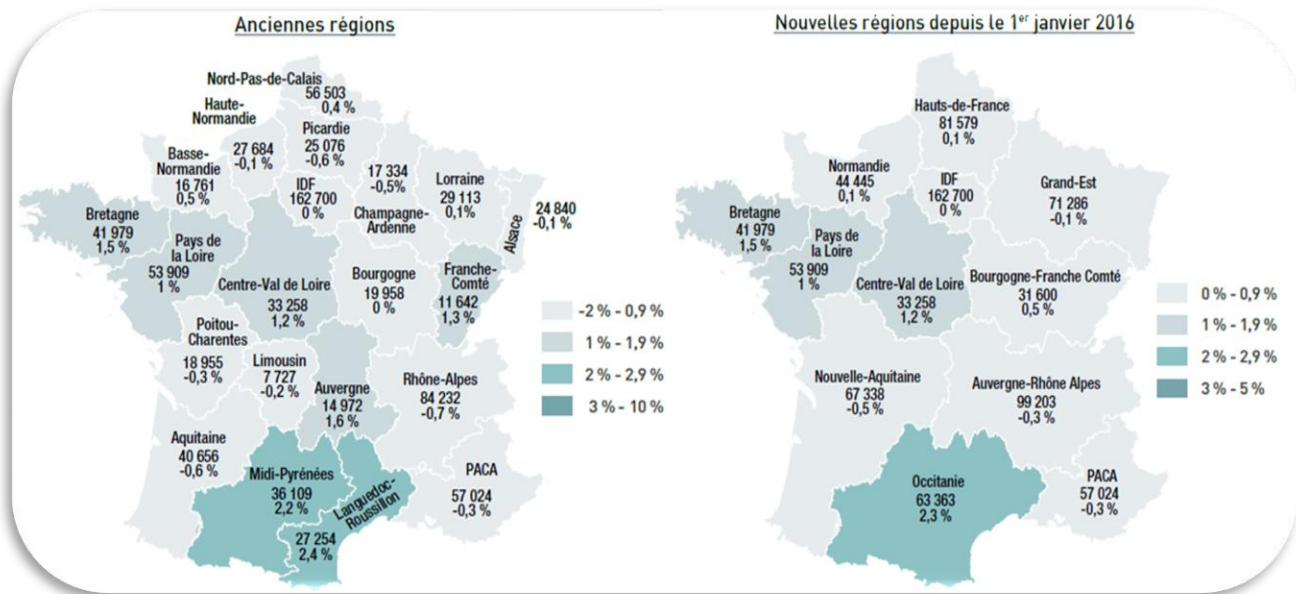 Anciennes régions
Nord-Pas-de-Calais
56 503
0,4 %
Haute-
Normandie
27 684
-0,1 %
Picardie
25 076
-0,6 %
Basse-
Normandie
16 761
0,5 %
IDF
162 700
0 %
17 334
-0,5%
Champagne-
Ardenne
Lorraine
29 113
0,1%
Alsace
24 840
-0,1 %
Bretagne
41 979
1,5 %
Pays de
la Loire
53 909
1 %
Centre-Val de Loire
33 258
1,2 %
Bourgogne
19 958
0 %
Franche-
Comté
11 642
1,3 %
Poitou-
Charentes
18 955
-0,3 %
Limousin
7 727
-0,2 %
Auvergne
14 972
1,6 %
Rhône-Alpes
84 232
-0,7 %
Aquitaine
40 656
-0,6 %
Midi-Pyrénées
36 109
2,2 %
Languedoc-
Roussillon
27 254
2,4 %
PACA
57 024
-0,3 %
-2 % - 0,9 %
1 % - 1,9 %
2 % - 2,9 %
3 % - 10 %
Nouvelles régions depuis le 1er janvier 2016
Hauts-de-France
81 579
0,1 %
Normandie
44 445
0,1 %
IDF
162 700
0 %
Grand-Est
71 286
-0,1 %
Bretagne
41 979
1,5 %
Pays de
la Loire
53 909
1 %
Centre-Val de Loire
33 258
1,2 %
Bourgogne-Franche Comté
31 600
0,5 %
Nouvelle-Aquitaine
67 338
-0,5 %
Auvergne-Rhône Alpes
99 203
-0,3 %
Occitanie
63 363
2,3 %
PACA
57 024
-0,3 %
0 % - 0,9 %
1 % - 1,9 %
2 % - 2,9 %
3 % - 5 %